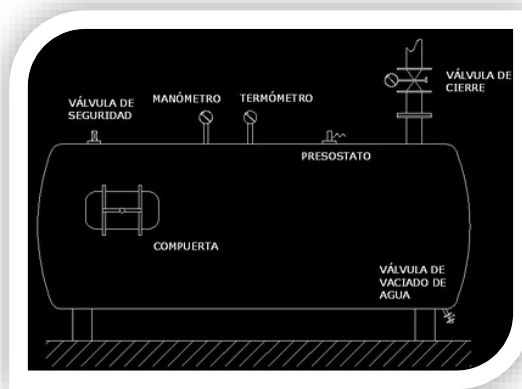 VÁLVULA DE
SEGURIDAD
MANÓMETRO
TERMÓMETRO
VÁLVULA DE
CIERRE
PRESOSTATO
COMPUERTA
VÁLVULA DE
VACIADO DE
AGUA